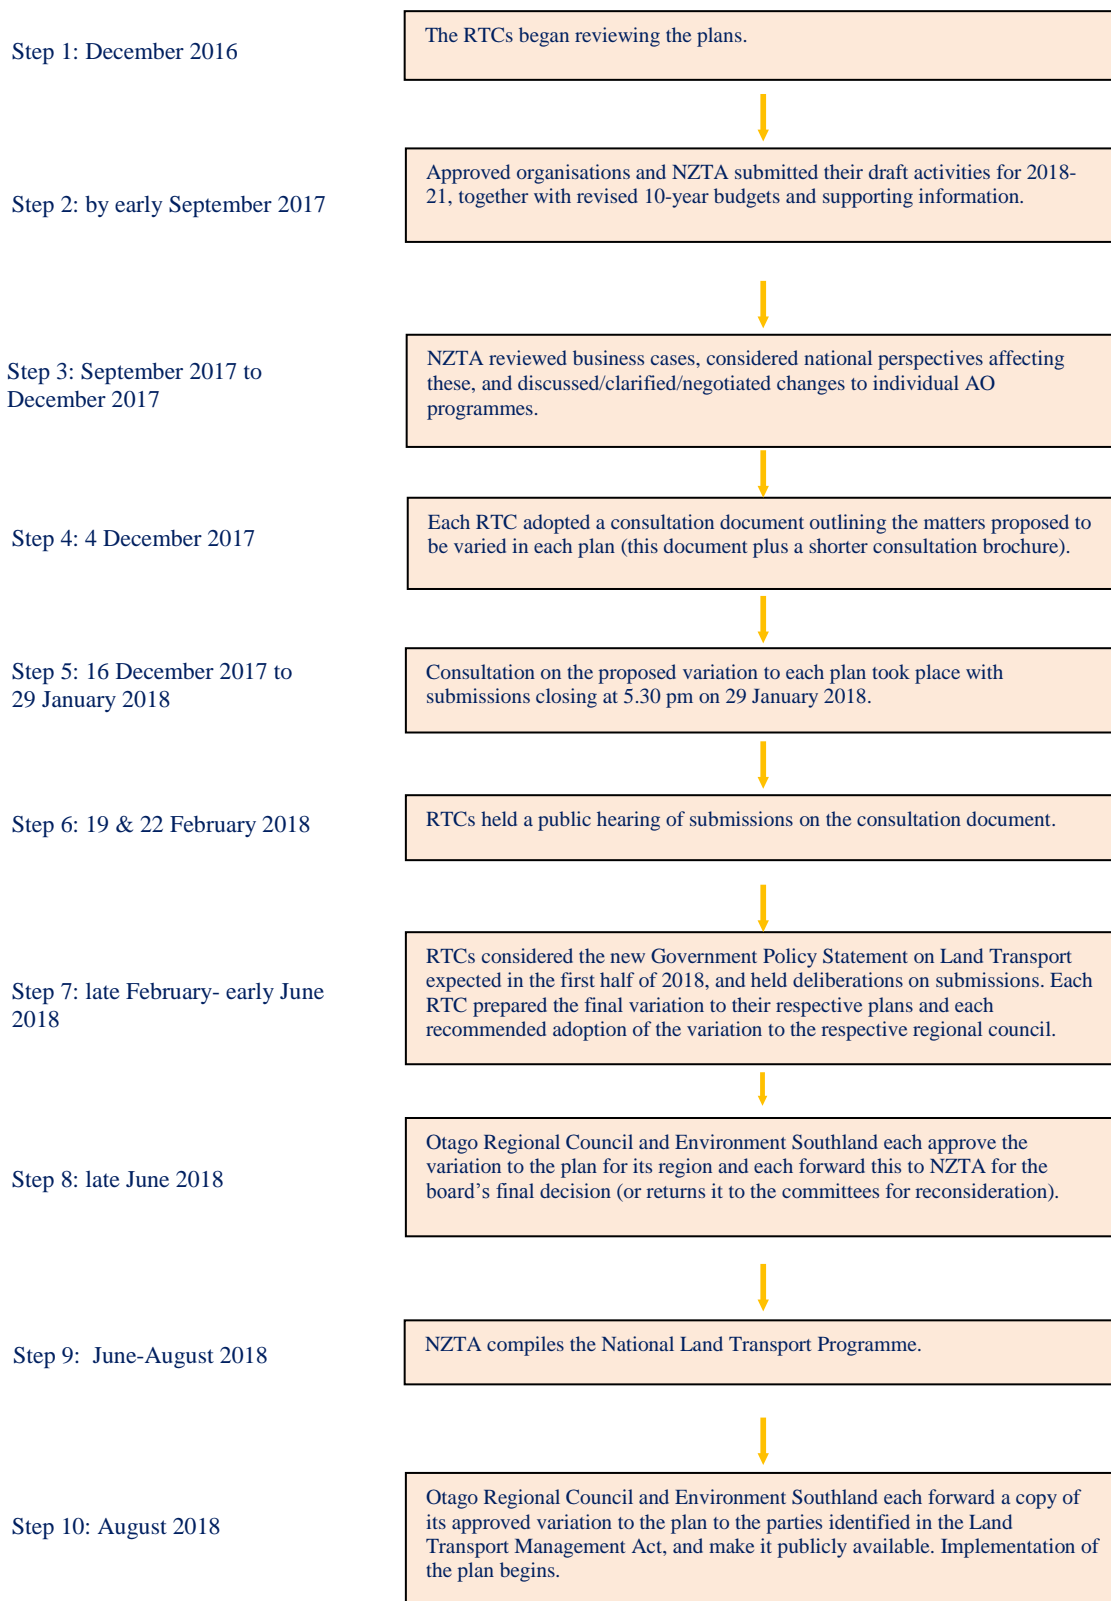 Step 1: December 2016
The RTCs began reviewing the plans.
Step 2: by early September 2017
Approved organisations and NZTA submitted their draft activities for 2018-
21, together with revised 10-year budgets and supporting information.
Step 3: September 2017 to
December 2017
NZTA reviewed business cases, considered national perspectives affecting
these, and discussed/clarified/negotiated changes to individual AO
programmes.
Step 4: 4 December 2017
Each RTC adopted a consultation document outlining the matters proposed to
be varied in each plan (this document plus a shorter consultation brochure).
Step 5: 16 December 2017 to
29 January 2018
Consultation on the proposed variation to each plan took place with
submissions closing at 5.30 pm on 29 January 2018.
Step 6: 19 & 22 February 2018
RTCs held a public hearing of submissions on the consultation document.
Step 7: late February- early June
2018
RTCs considered the new Government Policy Statement on Land Transport
expected in the first half of 2018, and held deliberations on submissions. Each
RTC prepared the final variation to their respective plans and each
recommended adoption of the variation to the respective regional council.
Step 8: late June 2018
Otago Regional Council and Environment Southland each approve the
variation to the plan for its region and each forward this to NZTA for the
board's final decision (or returns it to the committees for reconsideration).
Step 9:  June-August 2018
NZTA compiles the National Land Transport Programme.
Step 10: August 2018
Otago Regional Council and Environment Southland each forward a copy of
its approved variation to the plan to the parties identified in the Land
Transport Management Act, and make it publicly available. Implementation of
the plan begins.